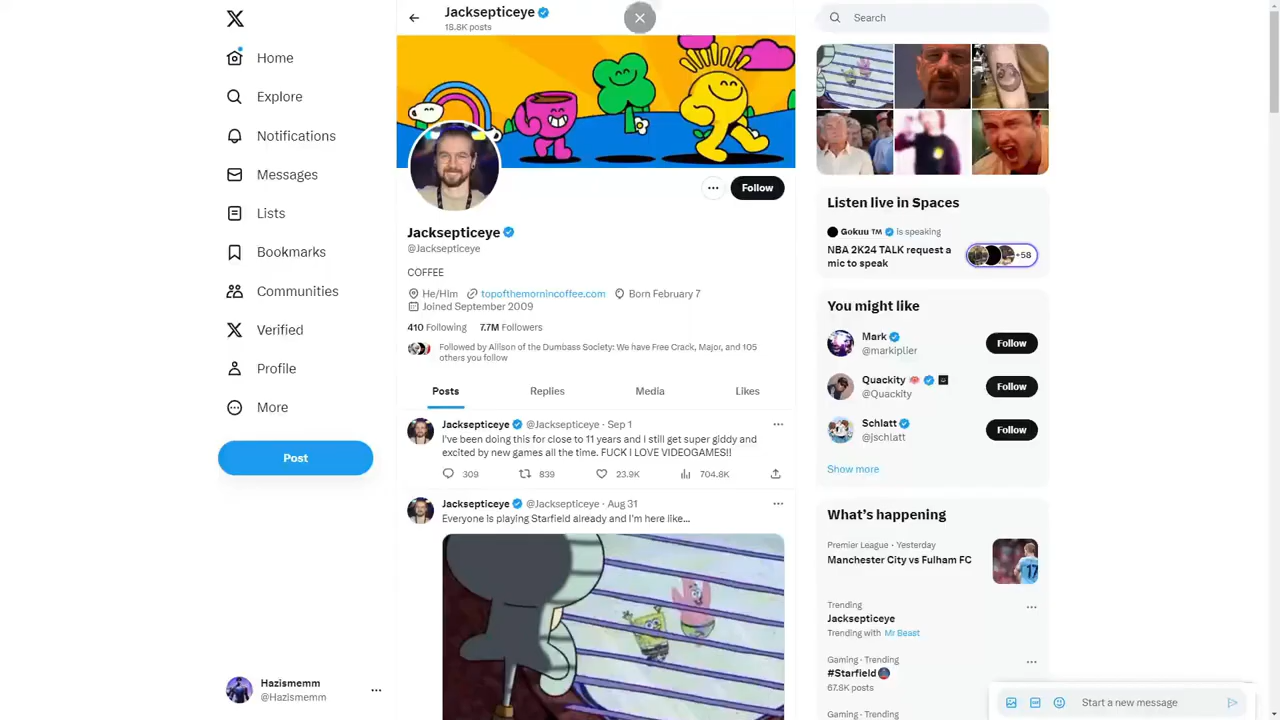 Home
Explore
Notifications
Messages
Lists
Bookmarks
Communities
Verified
Profile
More
Post
Hazismemm
@Hazismemm
Jacksepticeye
18.8K posts
Follow
Jacksepticeye
@Jacksepticeye
COFFEE
He/HIm topofthemornincoffee.com Born February 7
Joined September 2009
410 Following 7.7M Followers
Followed by Allison of the Dumbass Society: We have Free Crack, Major, and 105
others you follow
Posts Replies Media Likes
Jacksepticeye @Jacksepticeye · Sep 1
I've been doing this for close to 11 years and I still get super giddy and
excited by new games all the time. FUCK I LOVE VIDEOGAMES!!
309 839 23.9K 704.8K
Jacksepticeye @Jacksepticeye · Aug 31
Everyone is playing Starfield already and I'm here like...
Search
Listen live in Spaces
Gokuu ™ is speaking
NBA 2K24 TALK request a
mic to speak
+58
You might like
Mark
@markiplier
Follow
Quackity
@Quackity
Follow
Schlatt
@jschlatt
Follow
Show more
What's happening
Premier League · Yesterday
Manchester City vs Fulham FC
17
Trending
Jacksepticeye
Trending with Mr Beast
Gaming · Trending
#Starfield
67.8K posts
Gaming · Trending
Start a new message